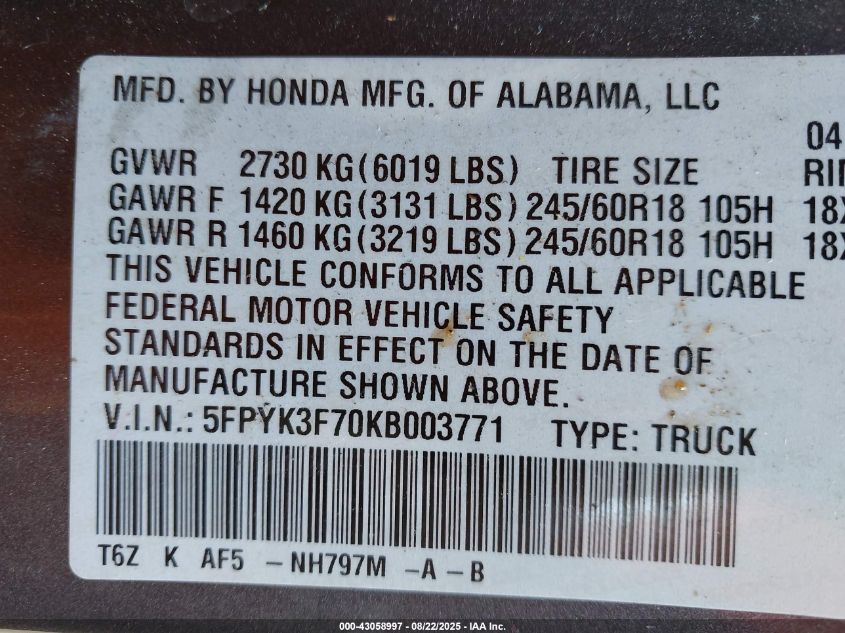 MFD. BY HONDA MFG. OF ALABAMA, LLC
04
GVWR 2730 KG (6019 LBS) TIRE SIZE
GAWR F 1420 KG (3131 LBS) 245/60R18 105H 18X
GAWR R 1460 KG (3219 LBS) 245/60R18 105H 18X
THIS VEHICLE CONFORMS TO ALL APPLICABLE
FEDERAL MOTOR VEHICLE SAFETY
STANDARDS IN EFFECT ON THE DATE OF
MANUFACTURE SHOWN ABOVE.
V.I.N.: 5FPYK3F70KB003771 TYPE: TRUCK
T6Z K AF5 -NH797M -A -B
000-43058997 - 08/22/2025 - IAA Inc.